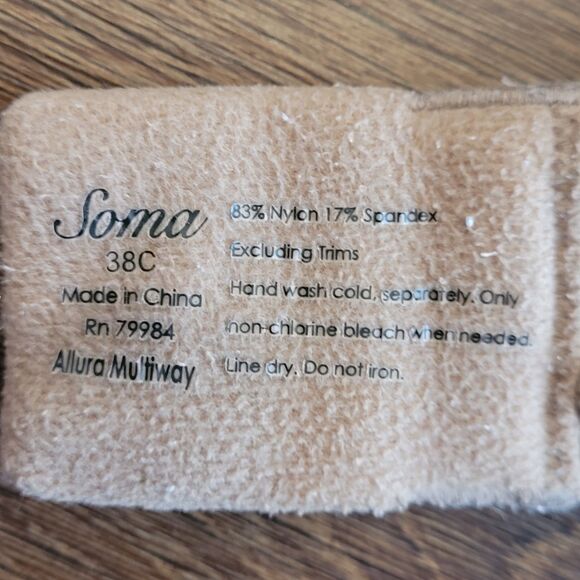 Soma
38C
Made in China
Rn 79984
Allura Multiway
83% Nylon 17% Spandex
Excluding Trims
Hand wash cold, separately. Only
non-chlorine bleach when needed.
Line dry. Do not iron.